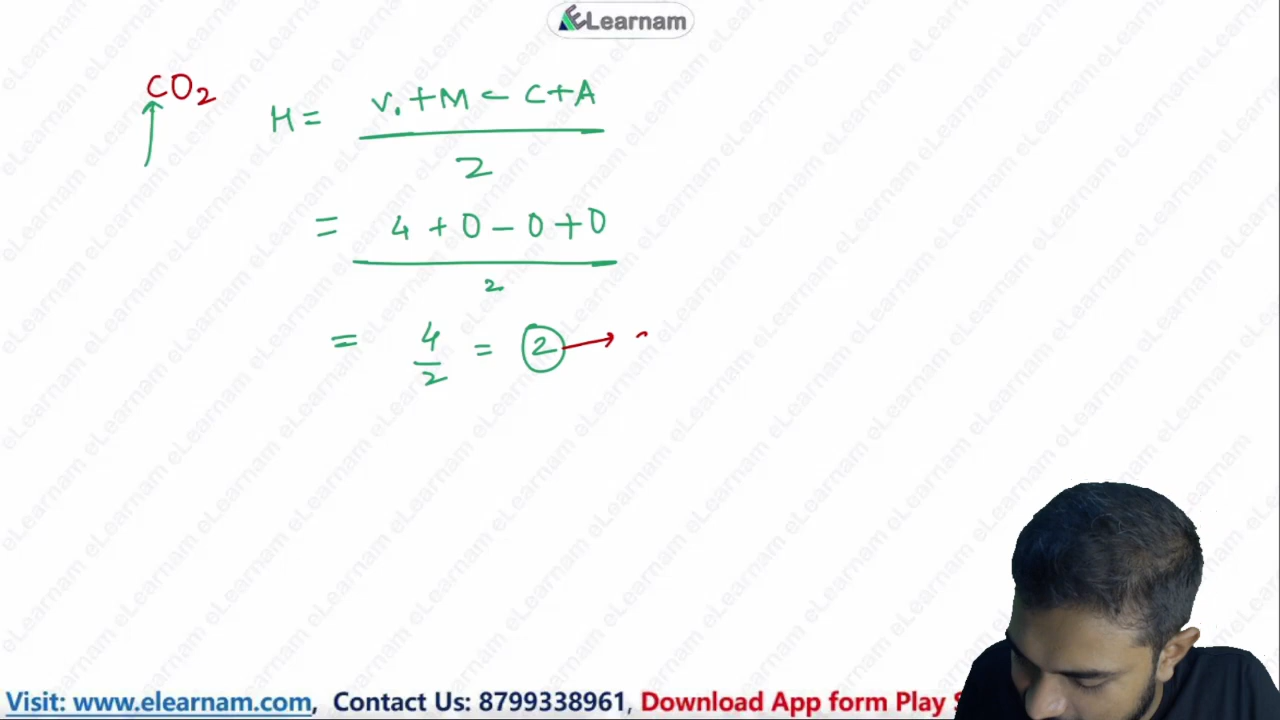 ELearnam
CO2
H = V. + M - C + A
2
= 4 + 0 - 0 + 0
2
= 4/2 = 2 →
Visit: www.elearnam.com, Contact Us: 8799338961, Download App form Play S